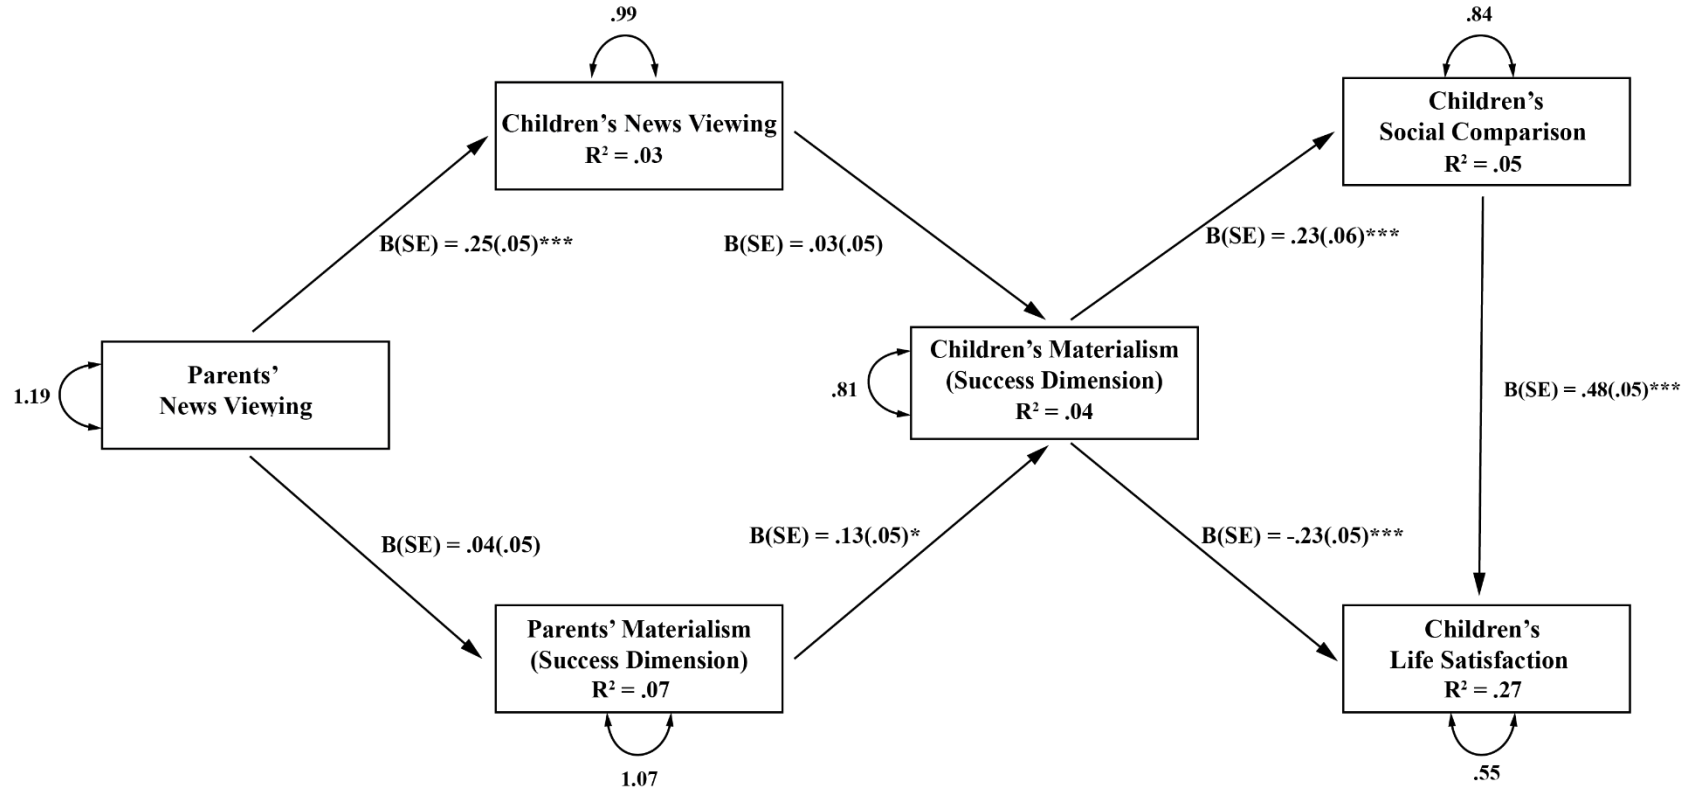 .99
.84
Children’s News Viewing
R² = .03
Children’s
Social Comparison
R² = .05
B(SE) = .25(.05)***
B(SE) = .03(.05)
B(SE) = .23(.06)***
1.19
Parents’
News Viewing
.81
Children’s Materialism
(Success Dimension)
R² = .04
B(SE) = .48(.05)***
B(SE) = .04(.05)
B(SE) = .13(.05)*
B(SE) = -.23(.05)***
Parents’ Materialism
(Success Dimension)
R² = .07
Children’s
Life Satisfaction
R² = .27
1.07
.55